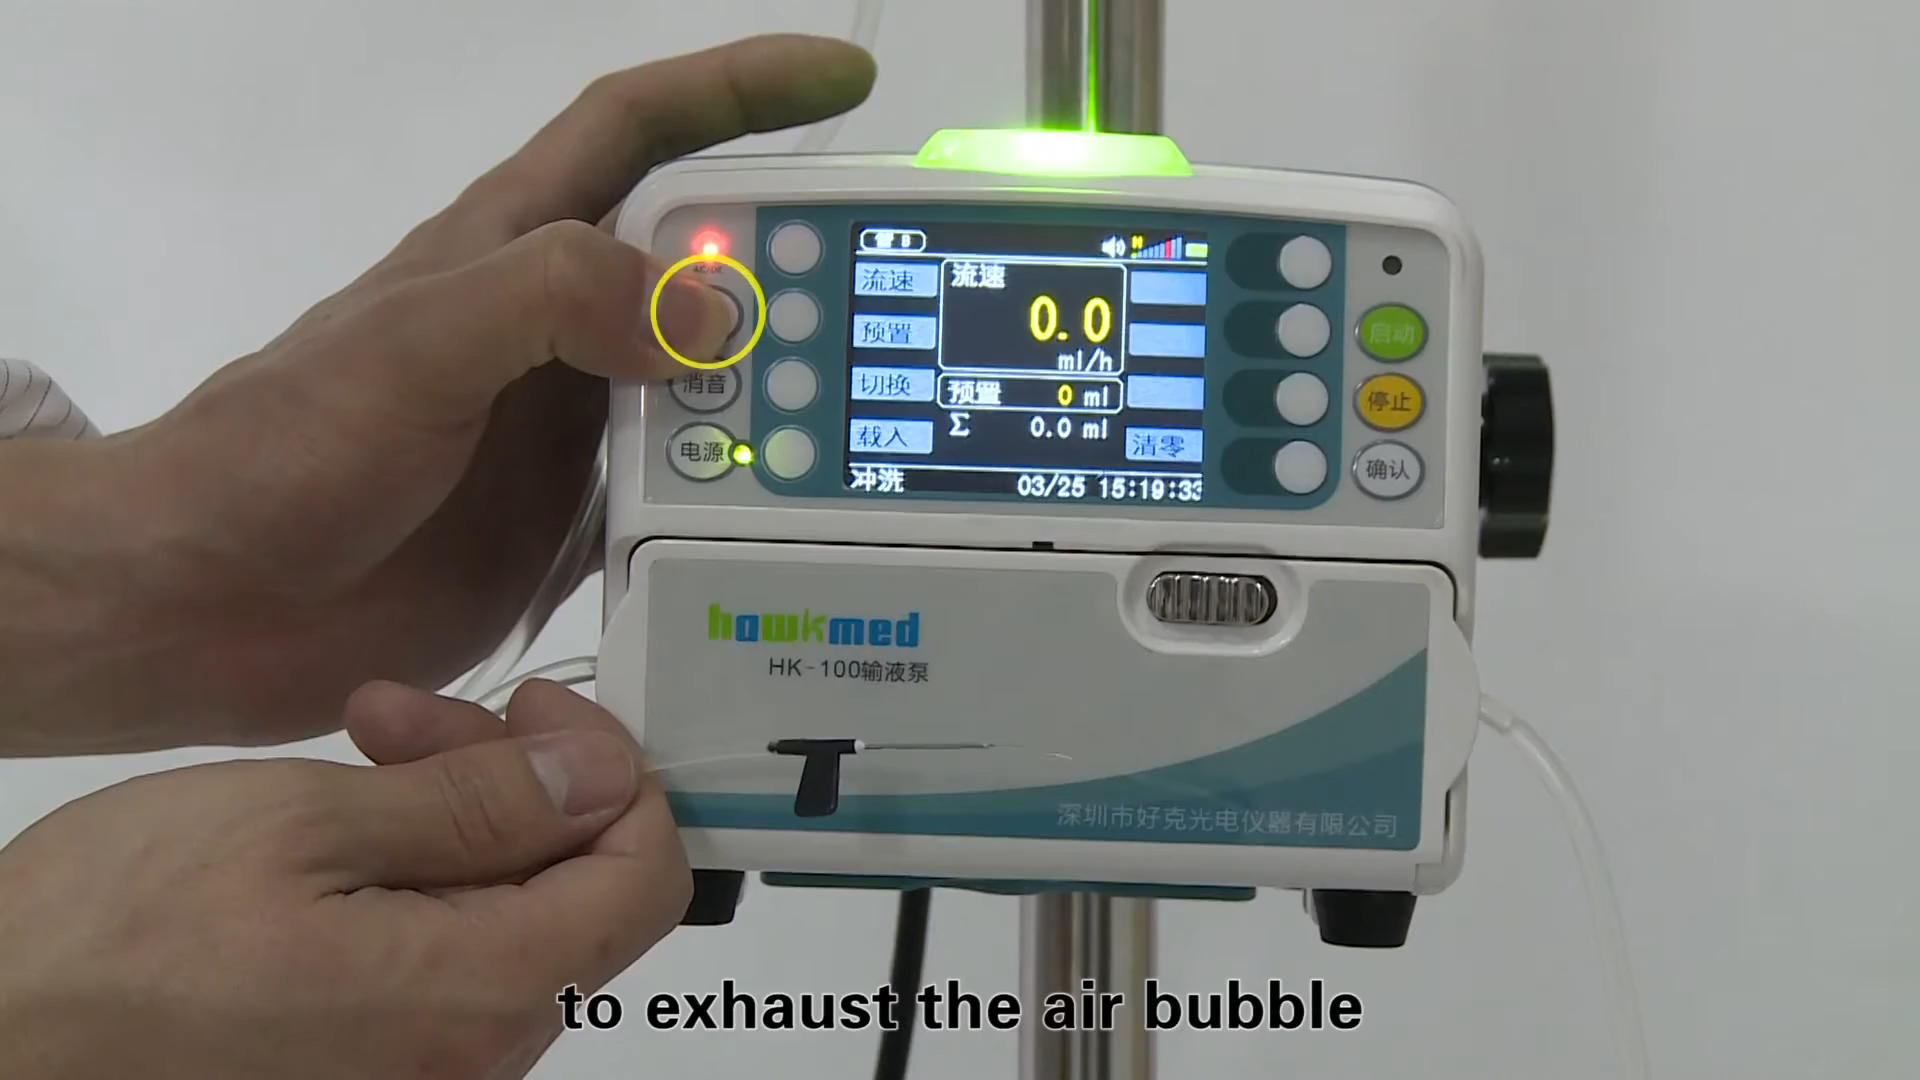 AC/DC
B
流速
流速
0.0
ml/h
预置
切换
预置 0 ml
载入
Σ 0.0 ml
清零
冲洗 03/25 15:19:33
消音
电源
启动
停止
确认
hawkmed
HK-100输液泵
深圳市好克光电仪器有限公司
to exhaust the air bubble